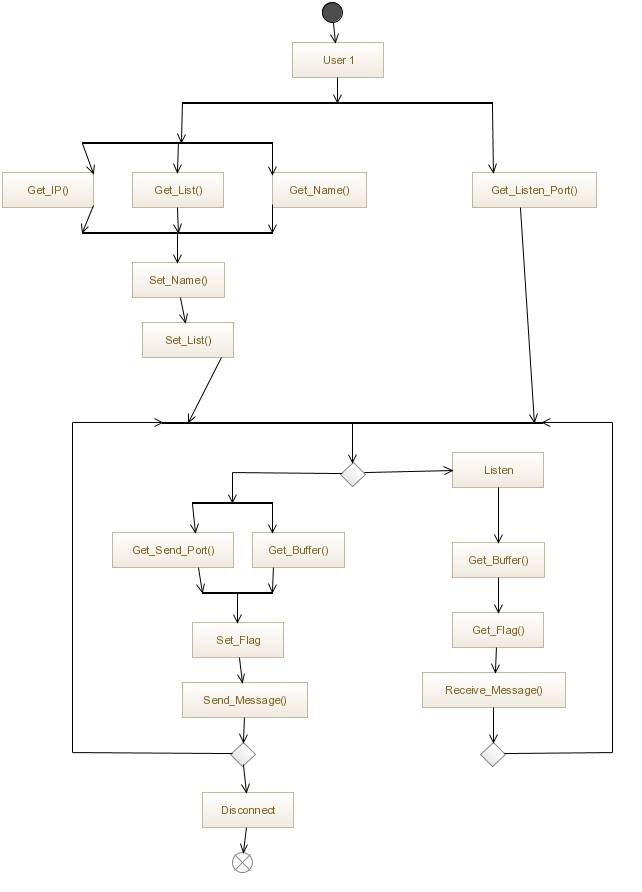 User 1
Get_IP()
Get_List()
Get_Name()
Get_Listen_Port()
Set_Name()
Set_List()
Listen
Get_Send_Port()
Get_Buffer()
Get_Buffer()
Set_Flag
Get_Flag()
Send_Message()
Receive_Message()
Disconnect